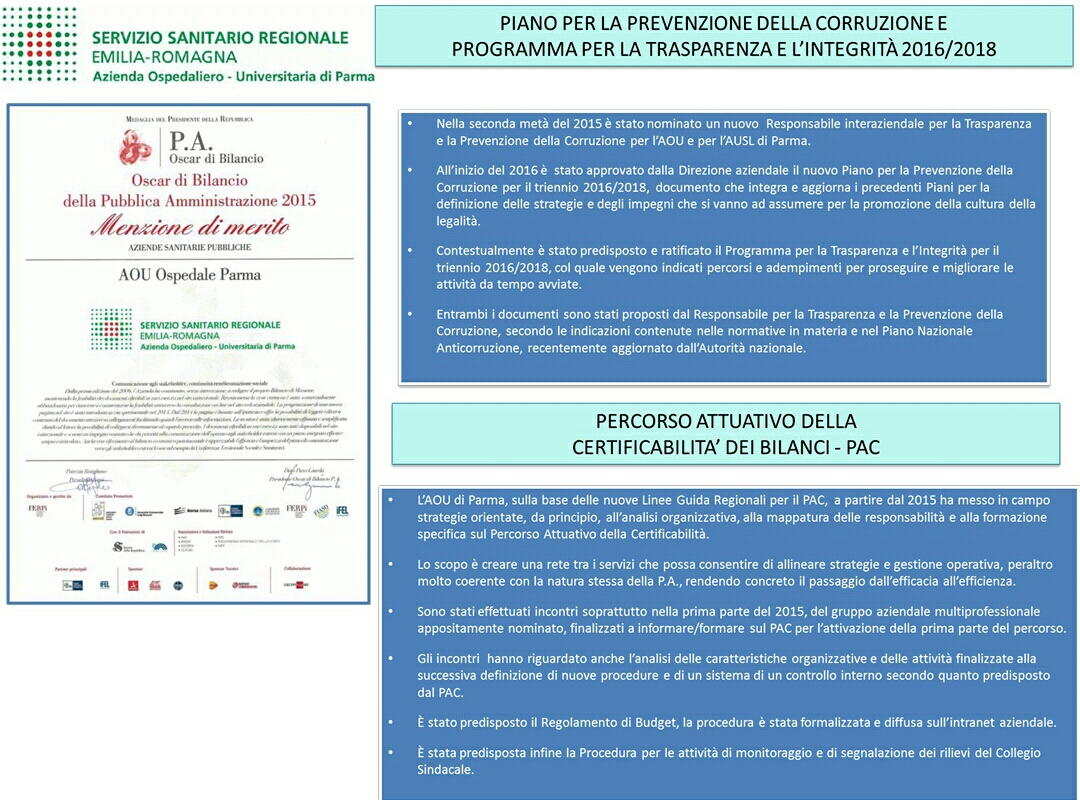 SERVIZIO SANITARIO REGIONALE
EMILIA-ROMAGNA
Azienda Ospedaliero - Universitaria di Parma
PIANO PER LA PREVENZIONE DELLA CORRUZIONE E
PROGRAMMA PER LA TRASPARENZA E L'INTEGRITÀ 2016/2018
MEDAGLIA DEL PRESIDENTE DELLA REPUBBLICA
P.A.
Oscar di Bilancio
Oscar di Bilancio
della Pubblica Amministrazione 2015
Menzione di merito
AZIENDE SANITARIE PUBBLICHE
AOU Ospedale Parma
SERVIZIO SANITARIO REGIONALE
EMILIA-ROMAGNA
Azienda Ospedaliero - Universitaria di Parma
FERPI
IFEL
FERPI
IFEL
• Nella seconda metà del 2015 è stato nominato un nuovo Responsabile interaziendale per la Trasparenza
e la Prevenzione della Corruzione per l'AOU e per l'AUSL di Parma.
• All'inizio del 2016 è stato approvato dalla Direzione aziendale il nuovo Piano per la Prevenzione della
Corruzione per il triennio 2016/2018, documento che integra e aggiorna i precedenti Piani per la
definizione delle strategie e degli impegni che si vanno ad assumere per la promozione della cultura della
legalità.
• Contestualmente è stato predisposto e ratificato il Programma per la Trasparenza e l'Integrità per il
triennio 2016/2018, col quale vengono indicati percorsi e adempimenti per proseguire e migliorare le
attività da tempo avviate.
• Entrambi i documenti sono stati proposti dal Responsabile per la Trasparenza e la Prevenzione della
Corruzione, secondo le indicazioni contenute nelle normative in materia e nel Piano Nazionale
Anticorruzione, recentemente aggiornato dall'Autorità nazionale.
PERCORSO ATTUATIVO DELLA
CERTIFICABILITA' DEI BILANCI - PAC
• L'AOU di Parma, sulla base delle nuove Linee Guida Regionali per il PAC, a partire dal 2015 ha messo in campo
strategie orientate, da principio, all'analisi organizzativa, alla mappatura delle responsabilità e alla formazione
specifica sul Percorso Attuativo della Certificabilità.
• Lo scopo è creare una rete tra i servizi che possa consentire di allineare strategie e gestione operativa, peraltro
molto coerente con la natura stessa della P.A., rendendo concreto il passaggio dall'efficacia all'efficienza.
• Sono stati effettuati incontri soprattutto nella prima parte del 2015, del gruppo aziendale multiprofessionale
appositamente nominato, finalizzati a informare/formare sul PAC per l'attivazione della prima parte del percorso.
• Gli incontri hanno riguardato anche l'analisi delle caratteristiche organizzative e delle attività finalizzate alla
successiva definizione di nuove procedure e di un sistema di un controllo interno secondo quanto predisposto
dal PAC.
• È stato predisposto il Regolamento di Budget, la procedura è stata formalizzata e diffusa sull'intranet aziendale.
• È stata predisposta infine la Procedura per le attività di monitoraggio e di segnalazione dei rilievi del Collegio
Sindacale.